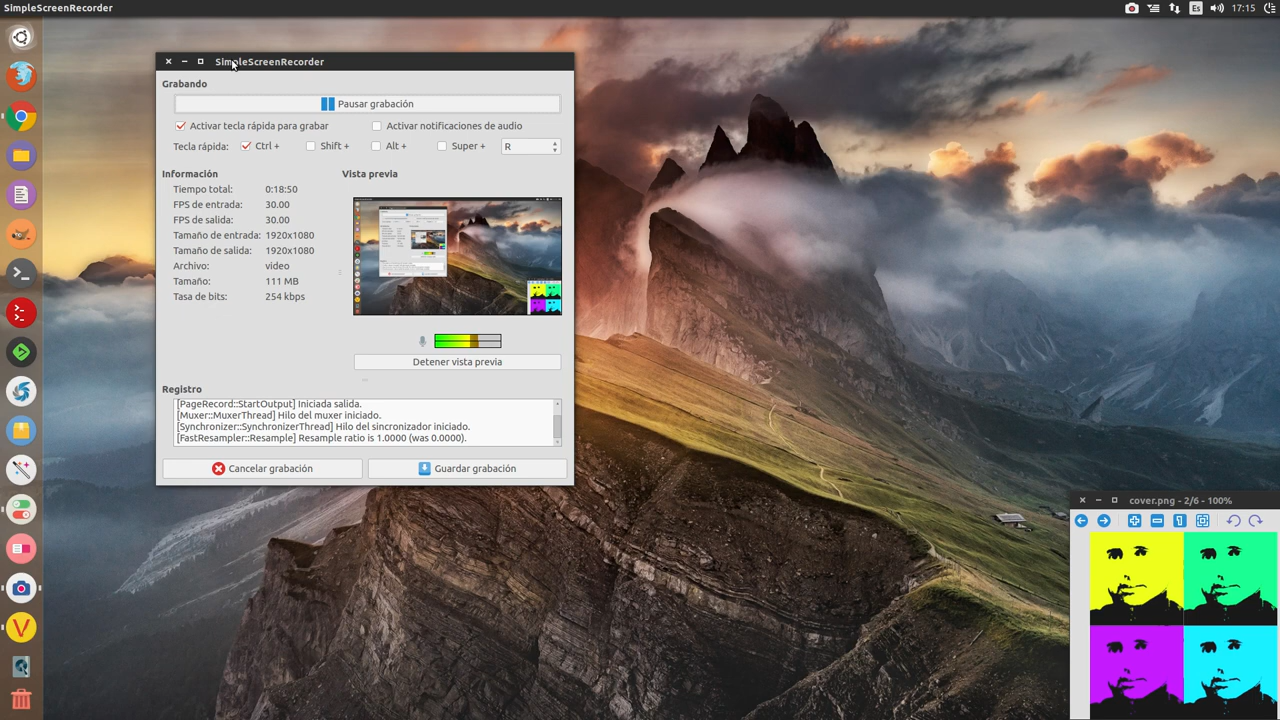 SimpleScreenRecorder
Es
17:15
SimpleScreenRecorder
Grabando
Pausar grabación
Activar tecla rápida para grabar
Activar notificaciones de audio
Tecla rápida: Ctrl + Shift + Alt + Super + R
Información
Vista previa
Tiempo total: 0:18:50
FPS de entrada: 30.00
FPS de salida: 30.00
Tamaño de entrada: 1920x1080
Tamaño de salida: 1920x1080
Archivo: video
Tamaño: 111 MB
Tasa de bits: 254 kbps
Detener vista previa
Registro
[PageRecord::StartOutput] Iniciada salida.
[Muxer::MuxerThread] Hilo del muxer iniciado.
[Synchronizer::SynchronizerThread] Hilo del sincronizador iniciado.
[FastResampler::Resample] Resample ratio is 1.0000 (was 0.0000).
Cancelar grabación
Guardar grabación
cover.png - 2/6 - 100%